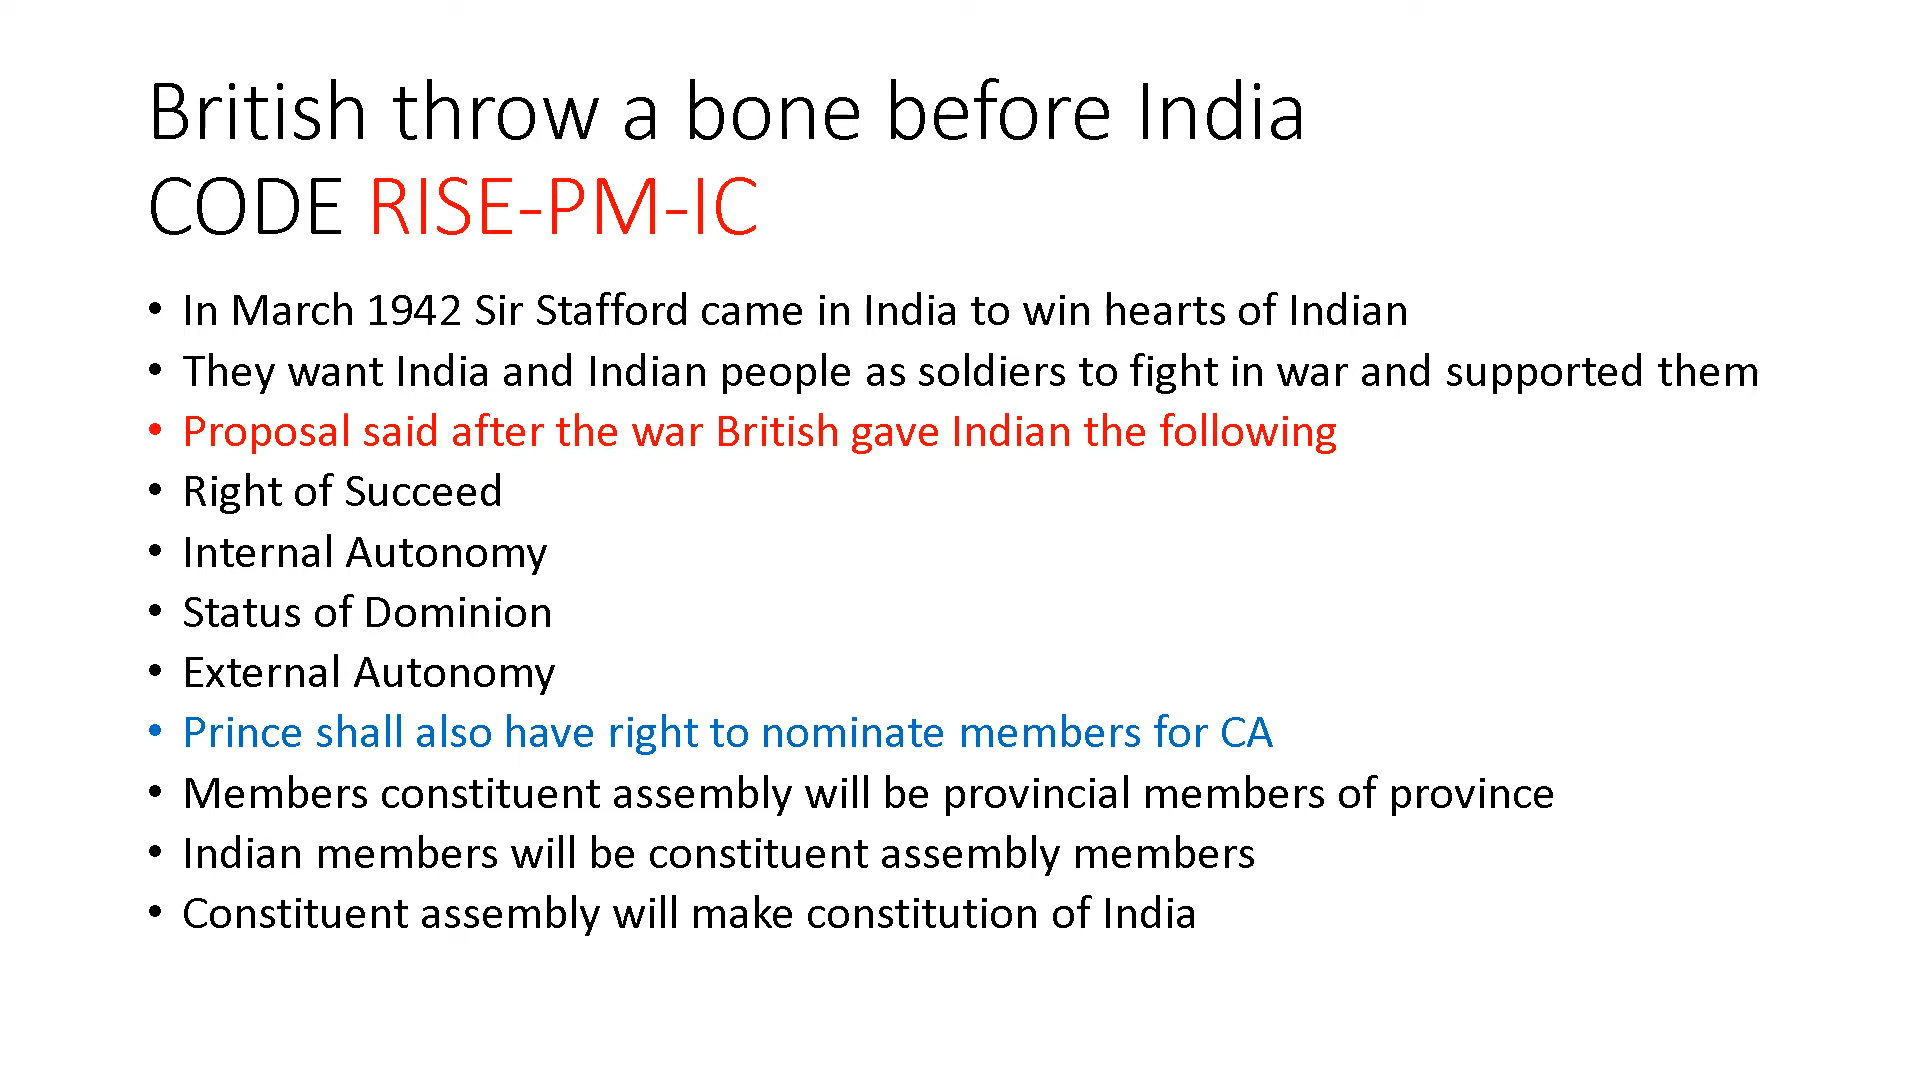 British throw a bone before India
CODE RISE-PM-IC
• In March 1942 Sir Stafford came in India to win hearts of Indian
• They want India and Indian people as soldiers to fight in war and supported them
• Proposal said after the war British gave Indian the following
• Right of Succeed
• Internal Autonomy
• Status of Dominion
• External Autonomy
• Prince shall also have right to nominate members for CA
• Members constituent assembly will be provincial members of province
• Indian members will be constituent assembly members
• Constituent assembly will make constitution of India